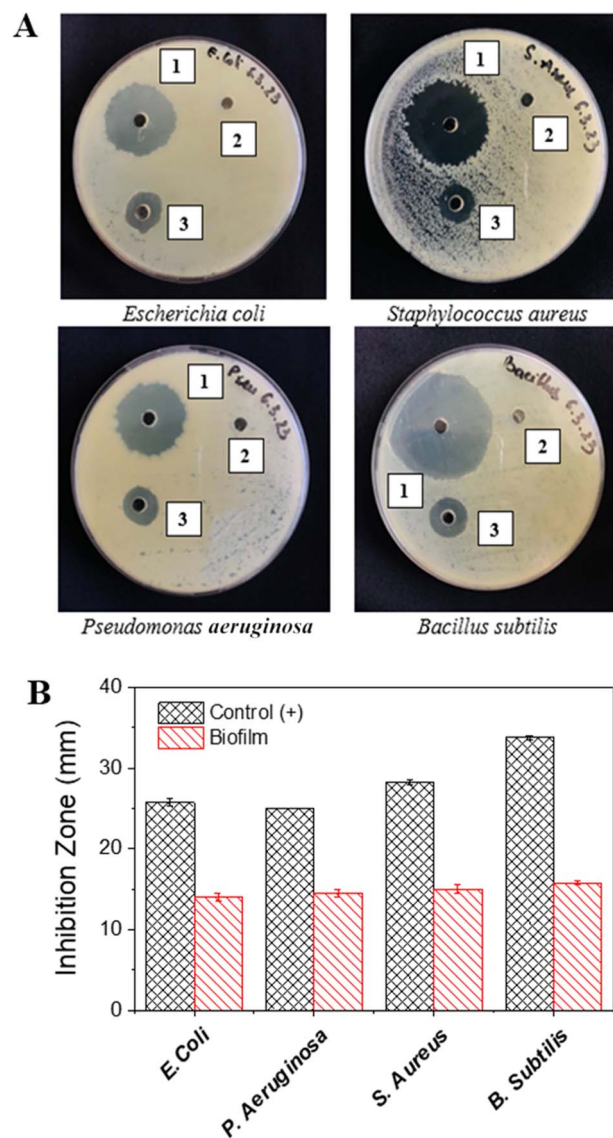 A
1
E. Coli 6.3.23
2
3
Escherichia coli
1
S. Aureus 6.3.23
2
3
Staphylococcus aureus
1
Pseu 6.3.23
2
3
Pseudomonas aeruginosa
Bacillus 6.3.23
2
1
3
Bacillus subtilis
B
Inhibition Zone (mm)
40
30
20
10
0
Control (+)
Biofilm
E.Coli
P. Aeruginosa
S. Aureus
B. Subtilis